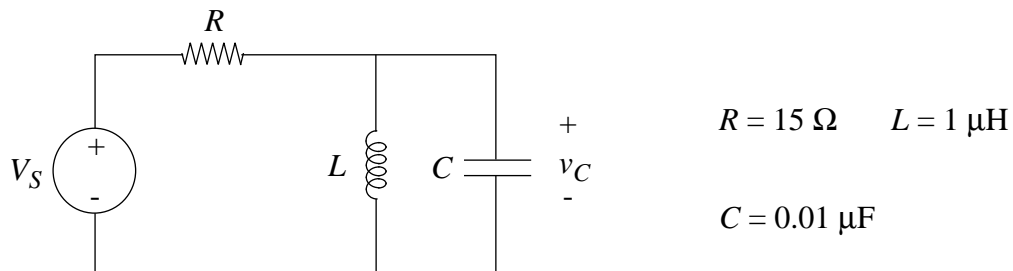 R
+
R = 15 Ω L = 1 μH
+
V_S
L
C
v_C
-
-
C = 0.01 μF